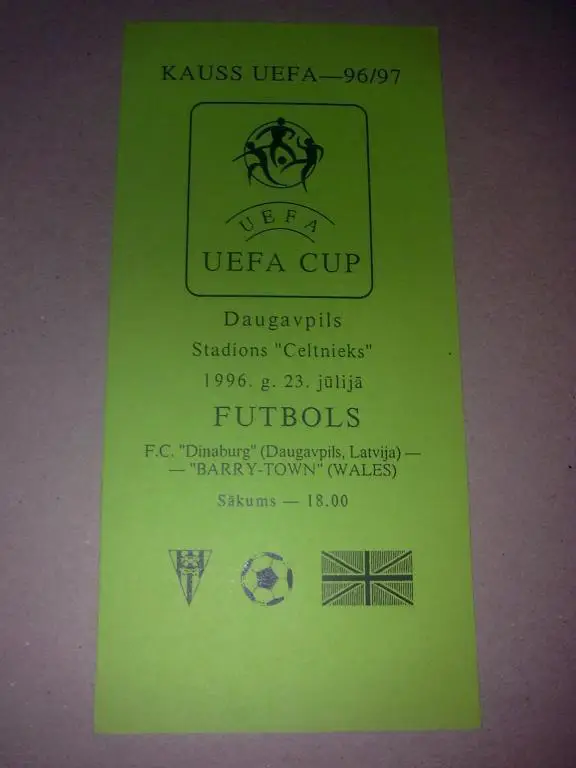 KAUSS UEFA—96/97
UEFA
UEFA CUP
Daugavpils
Stadions "Celtnieks"
1996. g. 23. jūlijā
FUTBOLS
F.C. "Dinaburg" (Daugavpils, Latvija) —
— "BARRY-TOWN" (WALES)
Sākums — 18.00